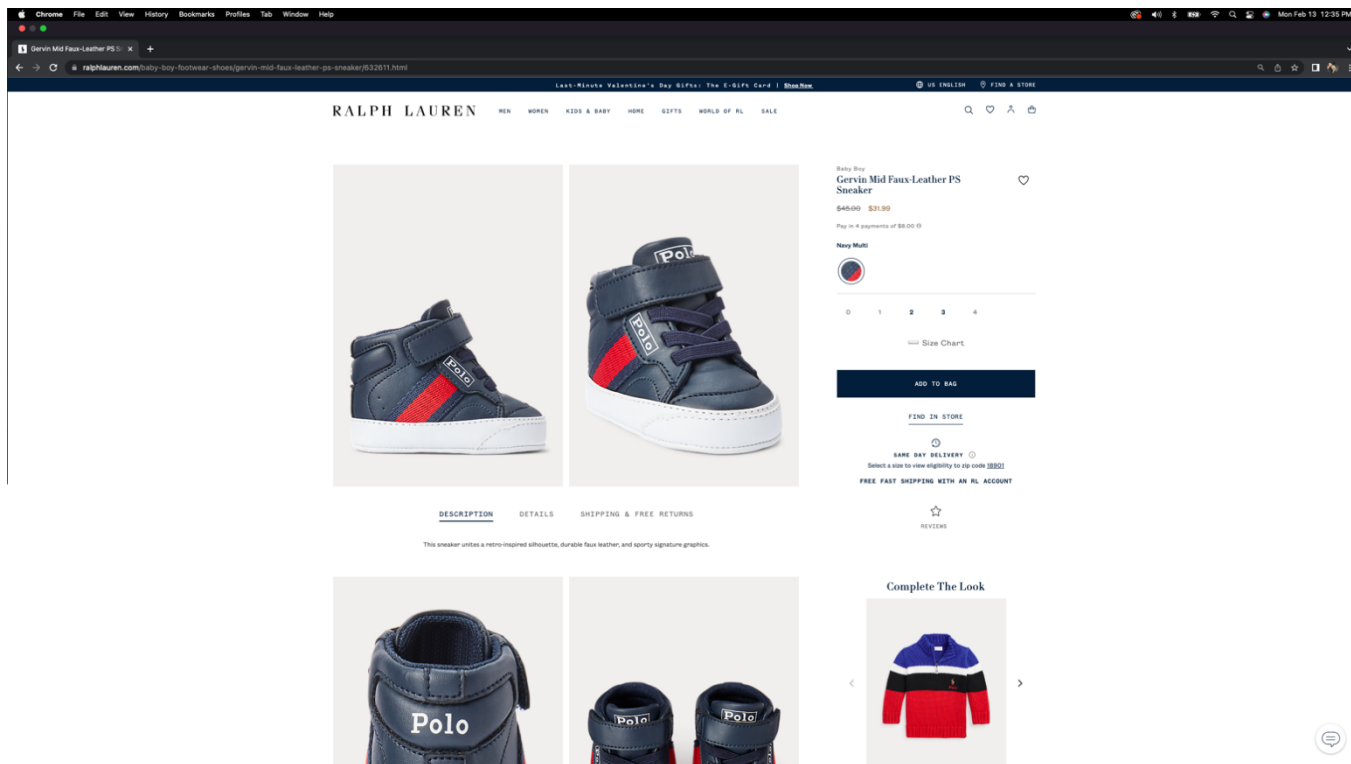 Chrome File Edit View History Bookmarks Profiles Tab Window Help
Mon Feb 13 12:35 PM
Gervin Mid Faux-Leather PS S
ralphlauren.com/baby-boy-footwear-shoes/gervin-mid-faux-leather-ps-sneaker/632611.html
Last-Minute Valentine's Day Gifts: The E-Gift Card | Shop Now
US ENGLISH FIND A STORE
RALPH LAUREN MEN WOMEN KIDS & BABY HOME GIFTS WORLD OF RL SALE
Baby Boy
Gervin Mid Faux-Leather PS
Sneaker
$45.00 $31.99
Pay in 4 payments of $8.00
Navy Multi
0 1 2 3 4
Size Chart
ADD TO BAG
FIND IN STORE
SAME DAY DELIVERY
Select a size to view eligibility to zip code 18901
FREE FAST SHIPPING WITH AN RL ACCOUNT
REVIEWS
Polo
Polo
Polo
DESCRIPTION DETAILS SHIPPING & FREE RETURNS
This sneaker unites a retro-inspired silhouette, durable faux leather, and sporty signature graphics.
Complete The Look
Polo
Polo
Polo